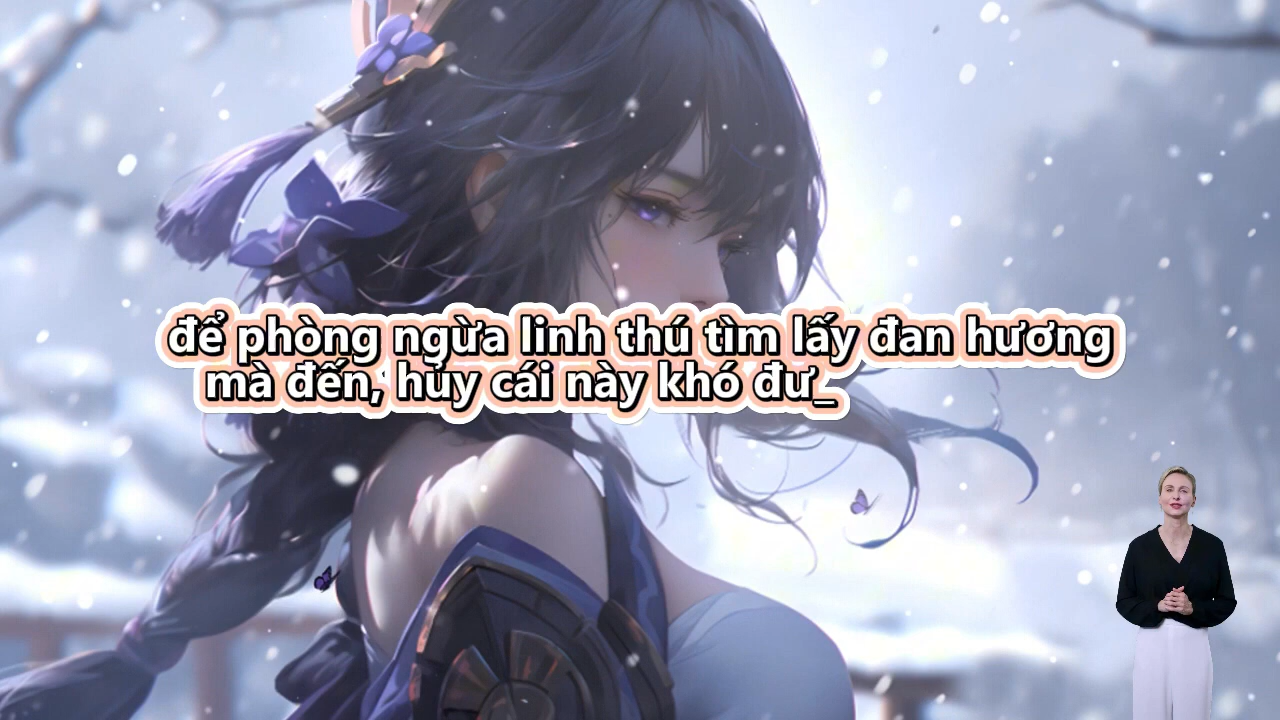 để phòng ngừa linh thú tìm lấy đan hương
mà đến, hủy cái này khó đư_